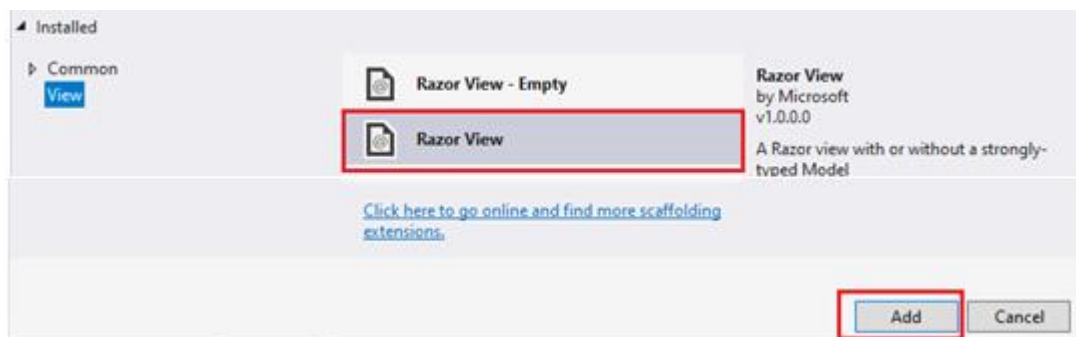 Installed
Common
View
Razor View - Empty
Razor View
Razor View
by Microsoft
v1.0.0.0
A Razor view with or without a strongly-
typed Model
Click here to go online and find more scaffolding
extensions.
Add
Cancel